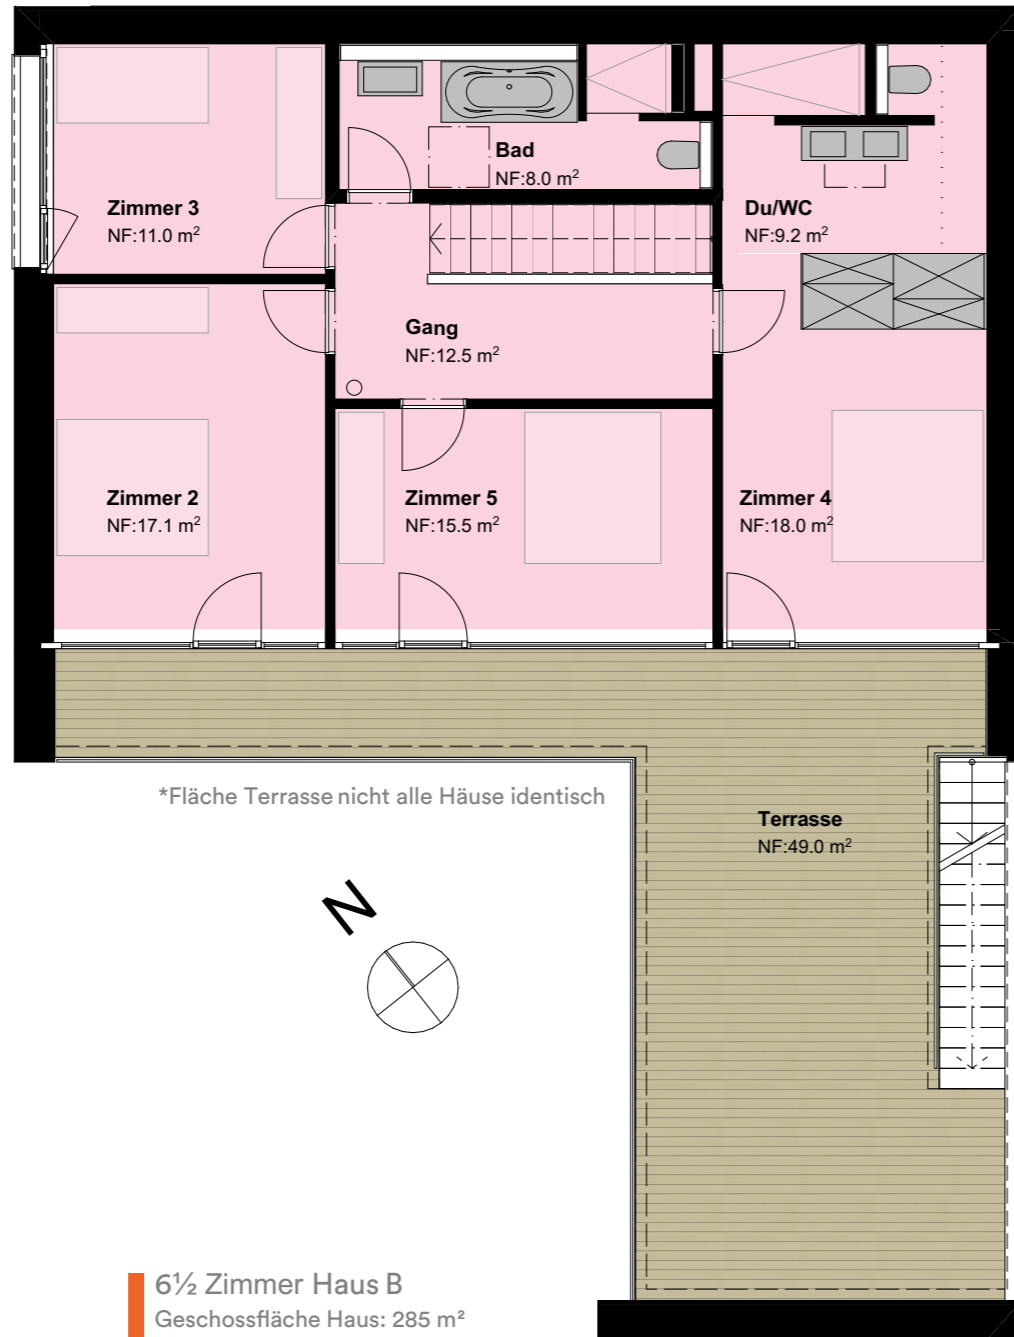 Bad
NF:8.0 m²
Zimmer 3
NF:11.0 m²
Du/WC
NF:9.2 m²
Gang
NF:12.5 m²
Zimmer 2
NF:17.1 m²
Zimmer 5
NF:15.5 m²
Zimmer 4
NF:18.0 m²
*Fläche Terrasse nicht alle Häuse identisch
Terrasse
NF:49.0 m²
N
6½ Zimmer Haus B
Geschossfläche Haus: 285 m²